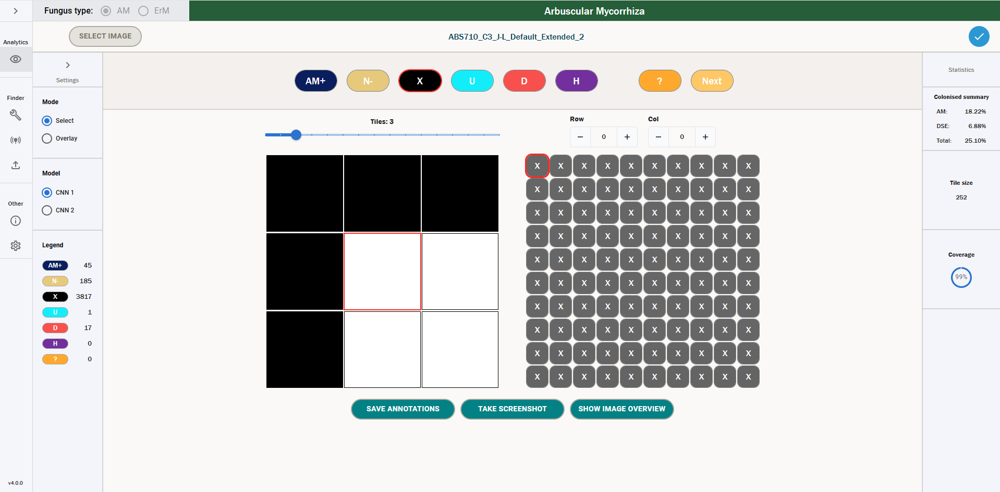 Fungus type: AM ErM
Arbuscular Mycorrhiza
SELECT IMAGE
ABS710_C3_J-L_Default_Extended_2
Analytics
Finder
Other
v4.0.0
Settings
Mode
Select
Overlay
Model
CNN 1
CNN 2
Legend
AM+ 45
N- 185
X 3817
U 1
D 17
H 0
? 0
AM+ N- X U D H ? Next
Tiles: 3
Row Col
− 0 + − 0 +
X X X X X X X X X X
X X X X X X X X X X
X X X X X X X X X X
X X X X X X X X X X
X X X X X X X X X X
X X X X X X X X X X
X X X X X X X X X X
X X X X X X X X X X
X X X X X X X X X X
X X X X X X X X X X
SAVE ANNOTATIONS TAKE SCREENSHOT SHOW IMAGE OVERVIEW
Statistics
Colonised summary
AM: 18.22%
DSE: 6.88%
Total: 25.10%
Tile size
252
Coverage
99%